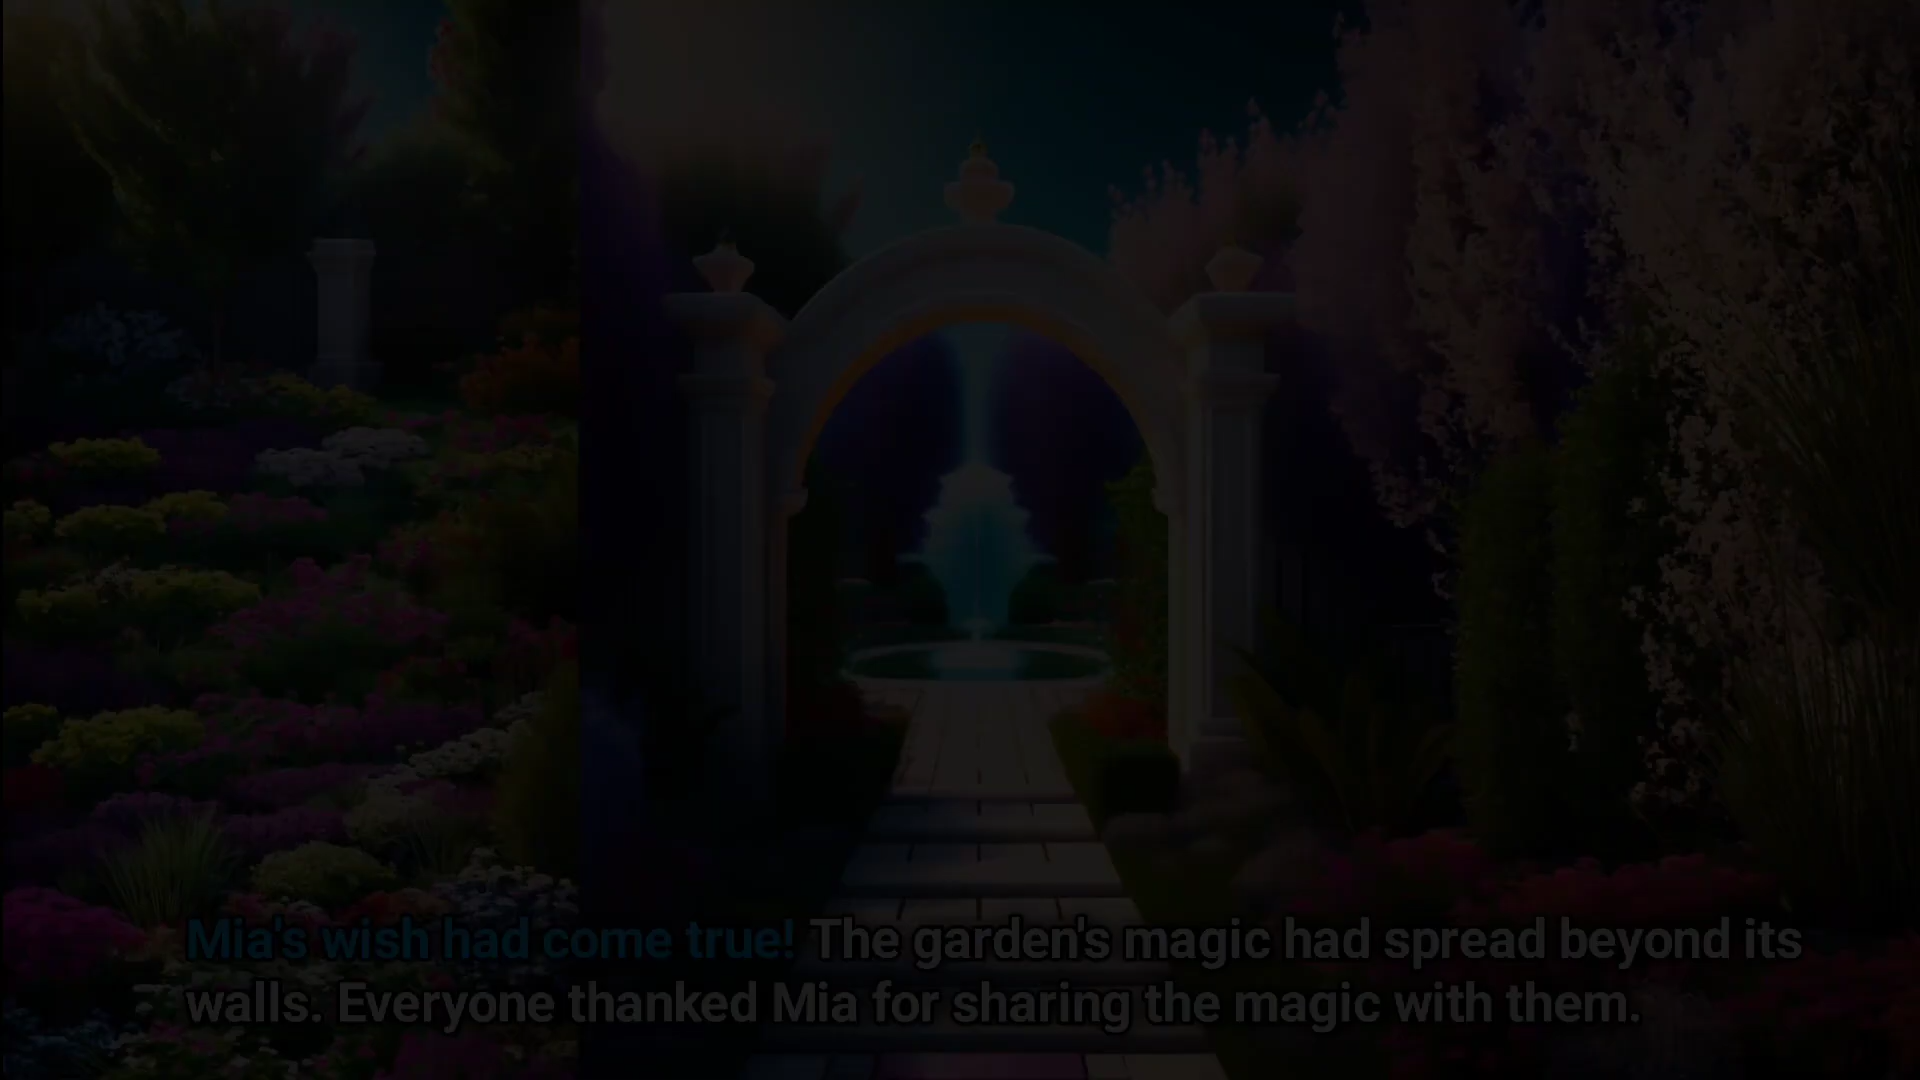 Mia's wish had come true! The garden's magic had spread beyond its
walls. Everyone thanked Mia for sharing the magic with them.